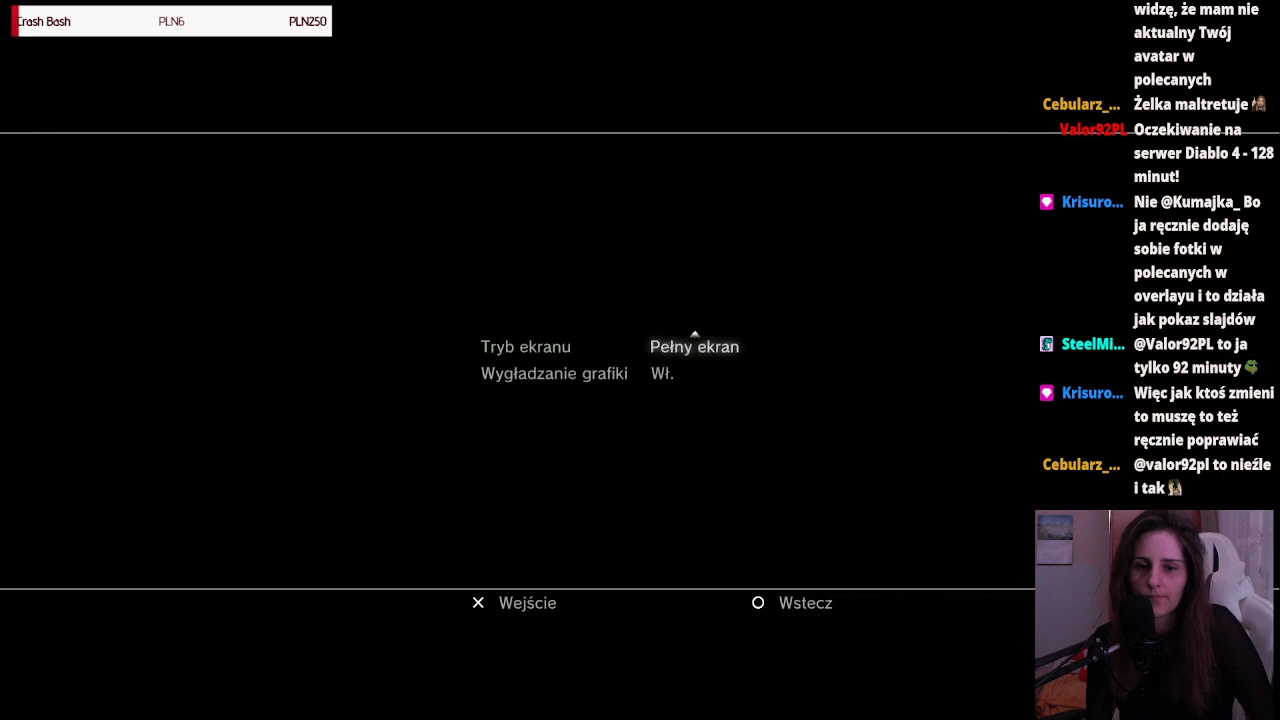 Crash Bash PLN6 PLN250
Tryb ekranu Pełny ekran
Wygładzanie grafiki Wł.
Wejście Wstecz
widzę, że mam nie
aktualny Twój
avatar w
polecanych
Cebularz_... Żelka maltretuje
Valor92PL Oczekiwanie na
serwer Diablo 4 - 128
minut!
Krisuro... Nie @Kumajka_ Bo
ja ręcznie dodaję
sobie fotki w
polecanych w
overlayu i to działa
jak pokaz slajdów
SteelMi... @Valor92PL to ja
tylko 92 minuty
Krisuro... Więc jak ktoś zmieni
to muszę to też
ręcznie poprawiać
Cebularz_... @valor92pl to nieźle
i tak